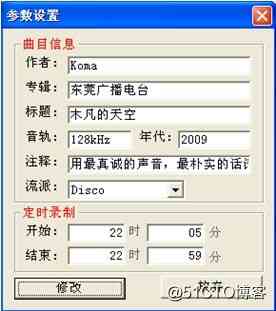 参数设置
曲目信息
作者: Koma
专辑: 东莞广播电台
标题: 木凡的天空
音轨: 128kHz 年代: 2009
注释: 用最真诚的声音，最朴实的话
流派: Disco
定时录制
开始: 22 时 05 分
结束: 22 时 59 分
修改 放弃
@51CTO博客